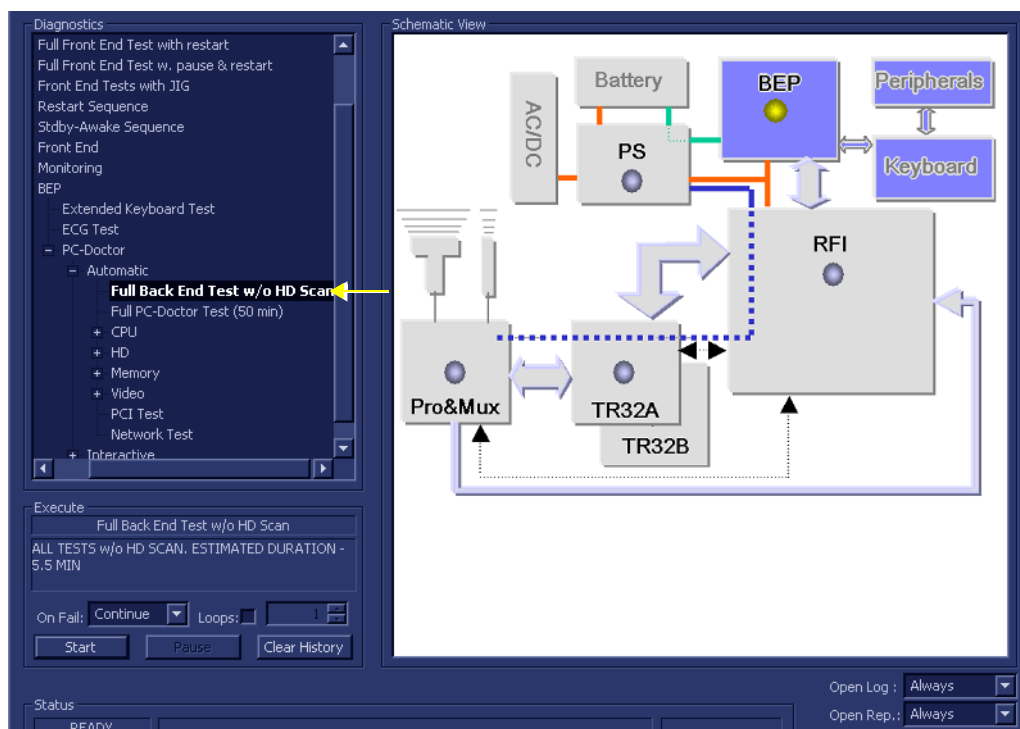 Diagnostics
Full Front End Test with restart
Full Front End Test w. pause & restart
Front End Tests with JIG
Restart Sequence
Stdby-Awake Sequence
Front End
Monitoring
BEP
Extended Keyboard Test
ECG Test
PC-Doctor
Automatic
Full Back End Test w/o HD Scan
Full PC-Doctor Test (50 min)
CPU
HD
Memory
Video
PCI Test
Network Test
Interactive
Execute
Full Back End Test w/o HD Scan
ALL TESTS w/o HD SCAN. ESTIMATED DURATION -
5.5 MIN
On Fail: Continue Loops: 1
Start Pause Clear History
Schematic View
AC/DC
Battery
PS
BEP
Peripherals
Keyboard
RFI
Pro&Mux
TR32A
TR32B
Open Log : Always
Open Rep.: Always
Status
READY